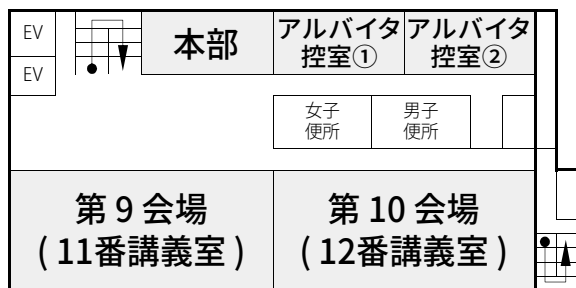 EV
EV
本部
アルバイタ
控室①
アルバイタ
控室②
女子
便所
男子
便所
第9会場
(11番講義室)
第10会場
(12番講義室)